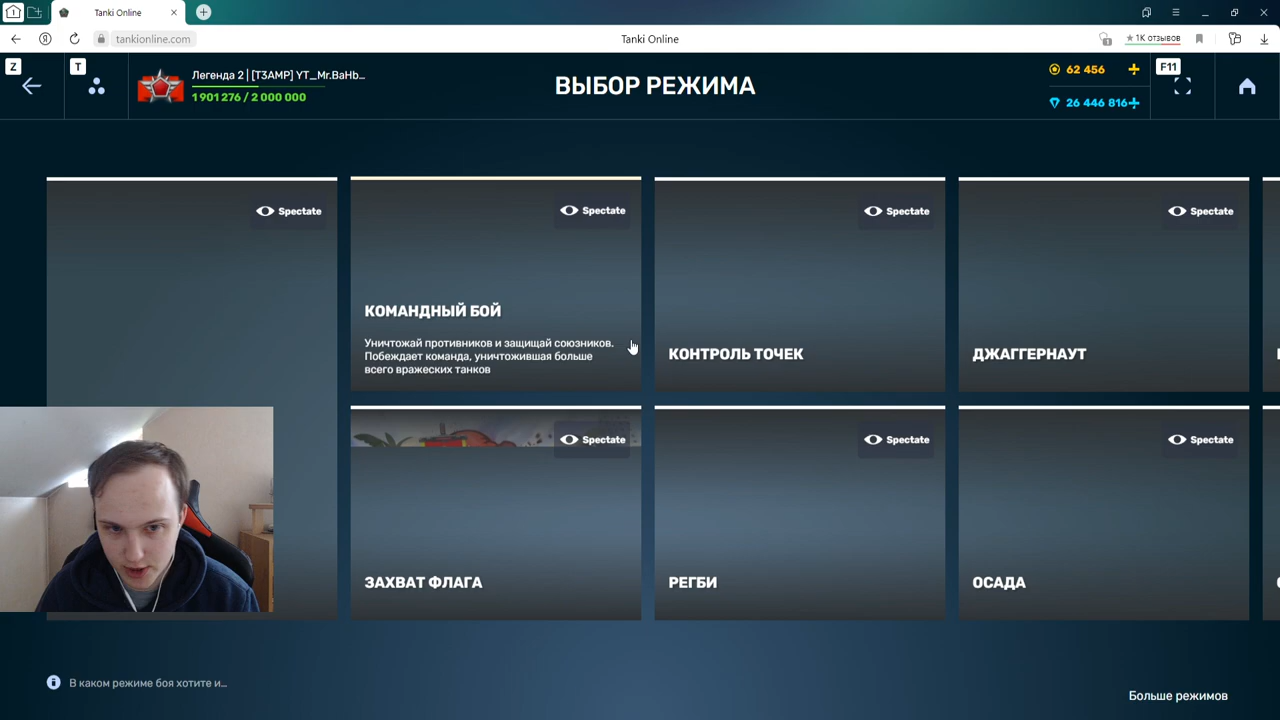 Tanki Online
tankionline.com
Tanki Online
1K отзывов
Z
T
Легенда 2 | [T3AMP] YT_Mr.BaHb...
1 901 276 / 2 000 000
ВЫБОР РЕЖИМА
62 456
26 446 816
F11
Spectate
Spectate
Spectate
Spectate
КОМАНДНЫЙ БОЙ
Уничтожай противников и защищай союзников.
Побеждает команда, уничтожившая больше
всего вражеских танков
КОНТРОЛЬ ТОЧЕК
ДЖАГГЕРНАУТ
Spectate
Spectate
Spectate
ЗАХВАТ ФЛАГА
РЕГБИ
ОСАДА
В каком режиме боя хотите и...
Больше режимов